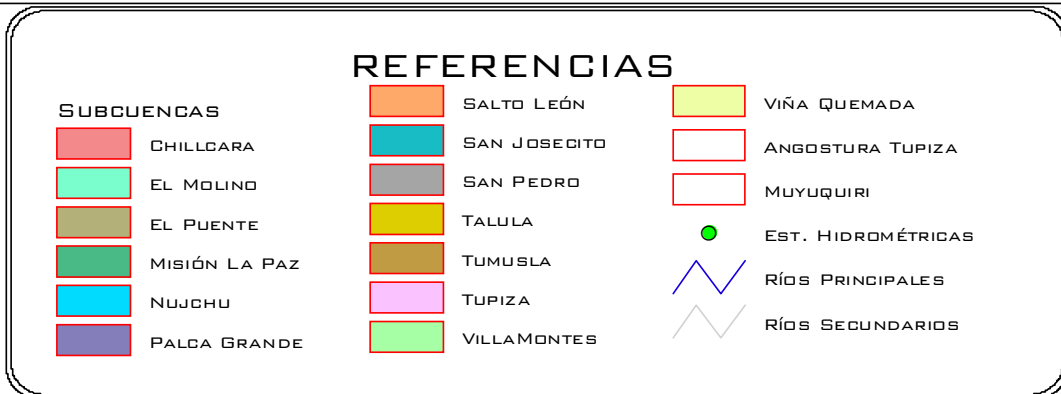 REFERENCIAS
SUBCUENCAS
CHILLCARA
EL MOLINO
EL PUENTE
MISIÓN LA PAZ
NUJCHU
PALCA GRANDE
SALTO LEÓN
SAN JOSECITO
SAN PEDRO
TALULA
TUMUSLA
TUPIZA
VILLAMONTES
VIÑA QUEMADA
ANGOSTURA TUPIZA
MUYUQUIRI
EST. HIDROMÉTRICAS
RÍOS PRINCIPALES
RÍOS SECUNDARIOS